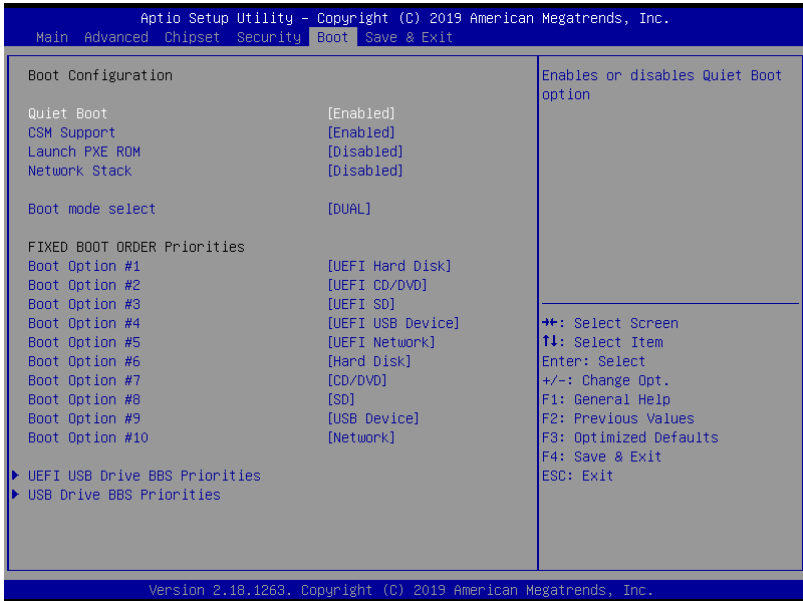 Aptio Setup Utility – Copyright (C) 2019 American Megatrends, Inc.
Main Advanced Chipset Security Boot Save & Exit
Boot Configuration
Quiet Boot [Enabled]
CSM Support [Enabled]
Launch PXE ROM [Disabled]
Network Stack [Disabled]
Boot mode select [DUAL]
FIXED BOOT ORDER Priorities
Boot Option #1 [UEFI Hard Disk]
Boot Option #2 [UEFI CD/DVD]
Boot Option #3 [UEFI SD]
Boot Option #4 [UEFI USB Device]
Boot Option #5 [UEFI Network]
Boot Option #6 [Hard Disk]
Boot Option #7 [CD/DVD]
Boot Option #8 [SD]
Boot Option #9 [USB Device]
Boot Option #10 [Network]
UEFI USB Drive BBS Priorities
USB Drive BBS Priorities
Enables or disables Quiet Boot
option
→←: Select Screen
↑↓: Select Item
Enter: Select
+/-: Change Opt.
F1: General Help
F2: Previous Values
F3: Optimized Defaults
F4: Save & Exit
ESC: Exit
Version 2.18.1263. Copyright (C) 2019 American Megatrends, Inc.